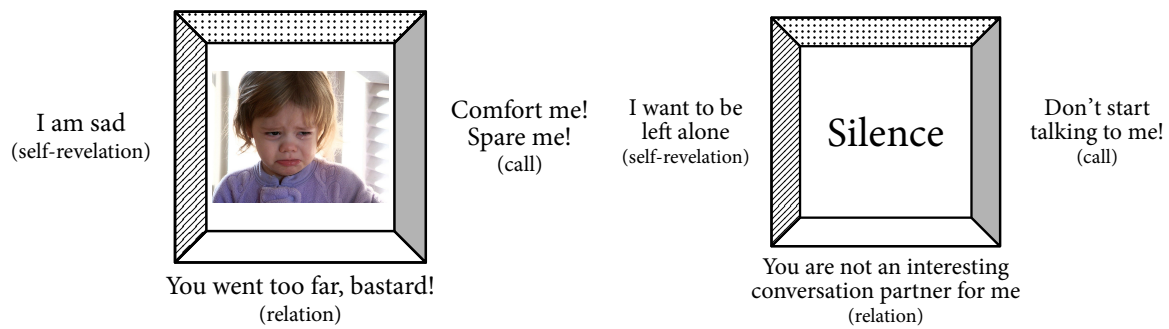 I am sad
(self-revelation)
Comfort me!
Spare me!
(call)
You went too far, bastard!
(relation)
I want to be
left alone
(self-revelation)
Silence
Don't start
talking to me!
(call)
You are not an interesting
conversation partner for me
(relation)